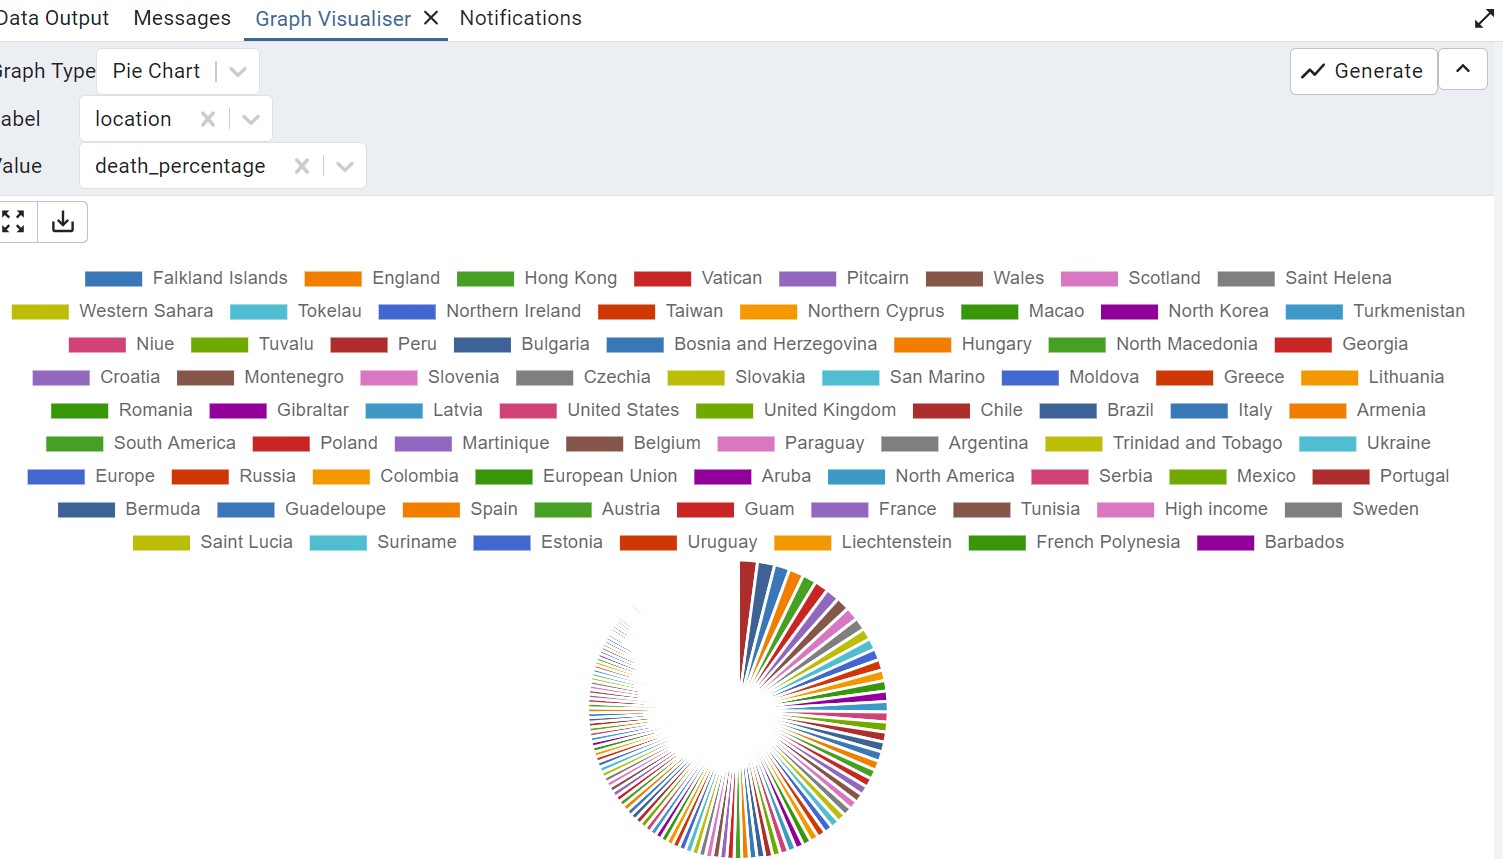 Data Output Messages Graph Visualiser Notifications
Graph Type Pie Chart Generate
abel location
Value death_percentage
Falkland Islands England Hong Kong Vatican Pitcairn Wales Scotland Saint Helena
Western Sahara Tokelau Northern Ireland Taiwan Northern Cyprus Macao North Korea Turkmenistan
Niue Tuvalu Peru Bulgaria Bosnia and Herzegovina Hungary North Macedonia Georgia
Croatia Montenegro Slovenia Czechia Slovakia San Marino Moldova Greece Lithuania
Romania Gibraltar Latvia United States United Kingdom Chile Brazil Italy Armenia
South America Poland Martinique Belgium Paraguay Argentina Trinidad and Tobago Ukraine
Europe Russia Colombia European Union Aruba North America Serbia Mexico Portugal
Bermuda Guadeloupe Spain Austria Guam France Tunisia High income Sweden
Saint Lucia Suriname Estonia Uruguay Liechtenstein French Polynesia Barbados